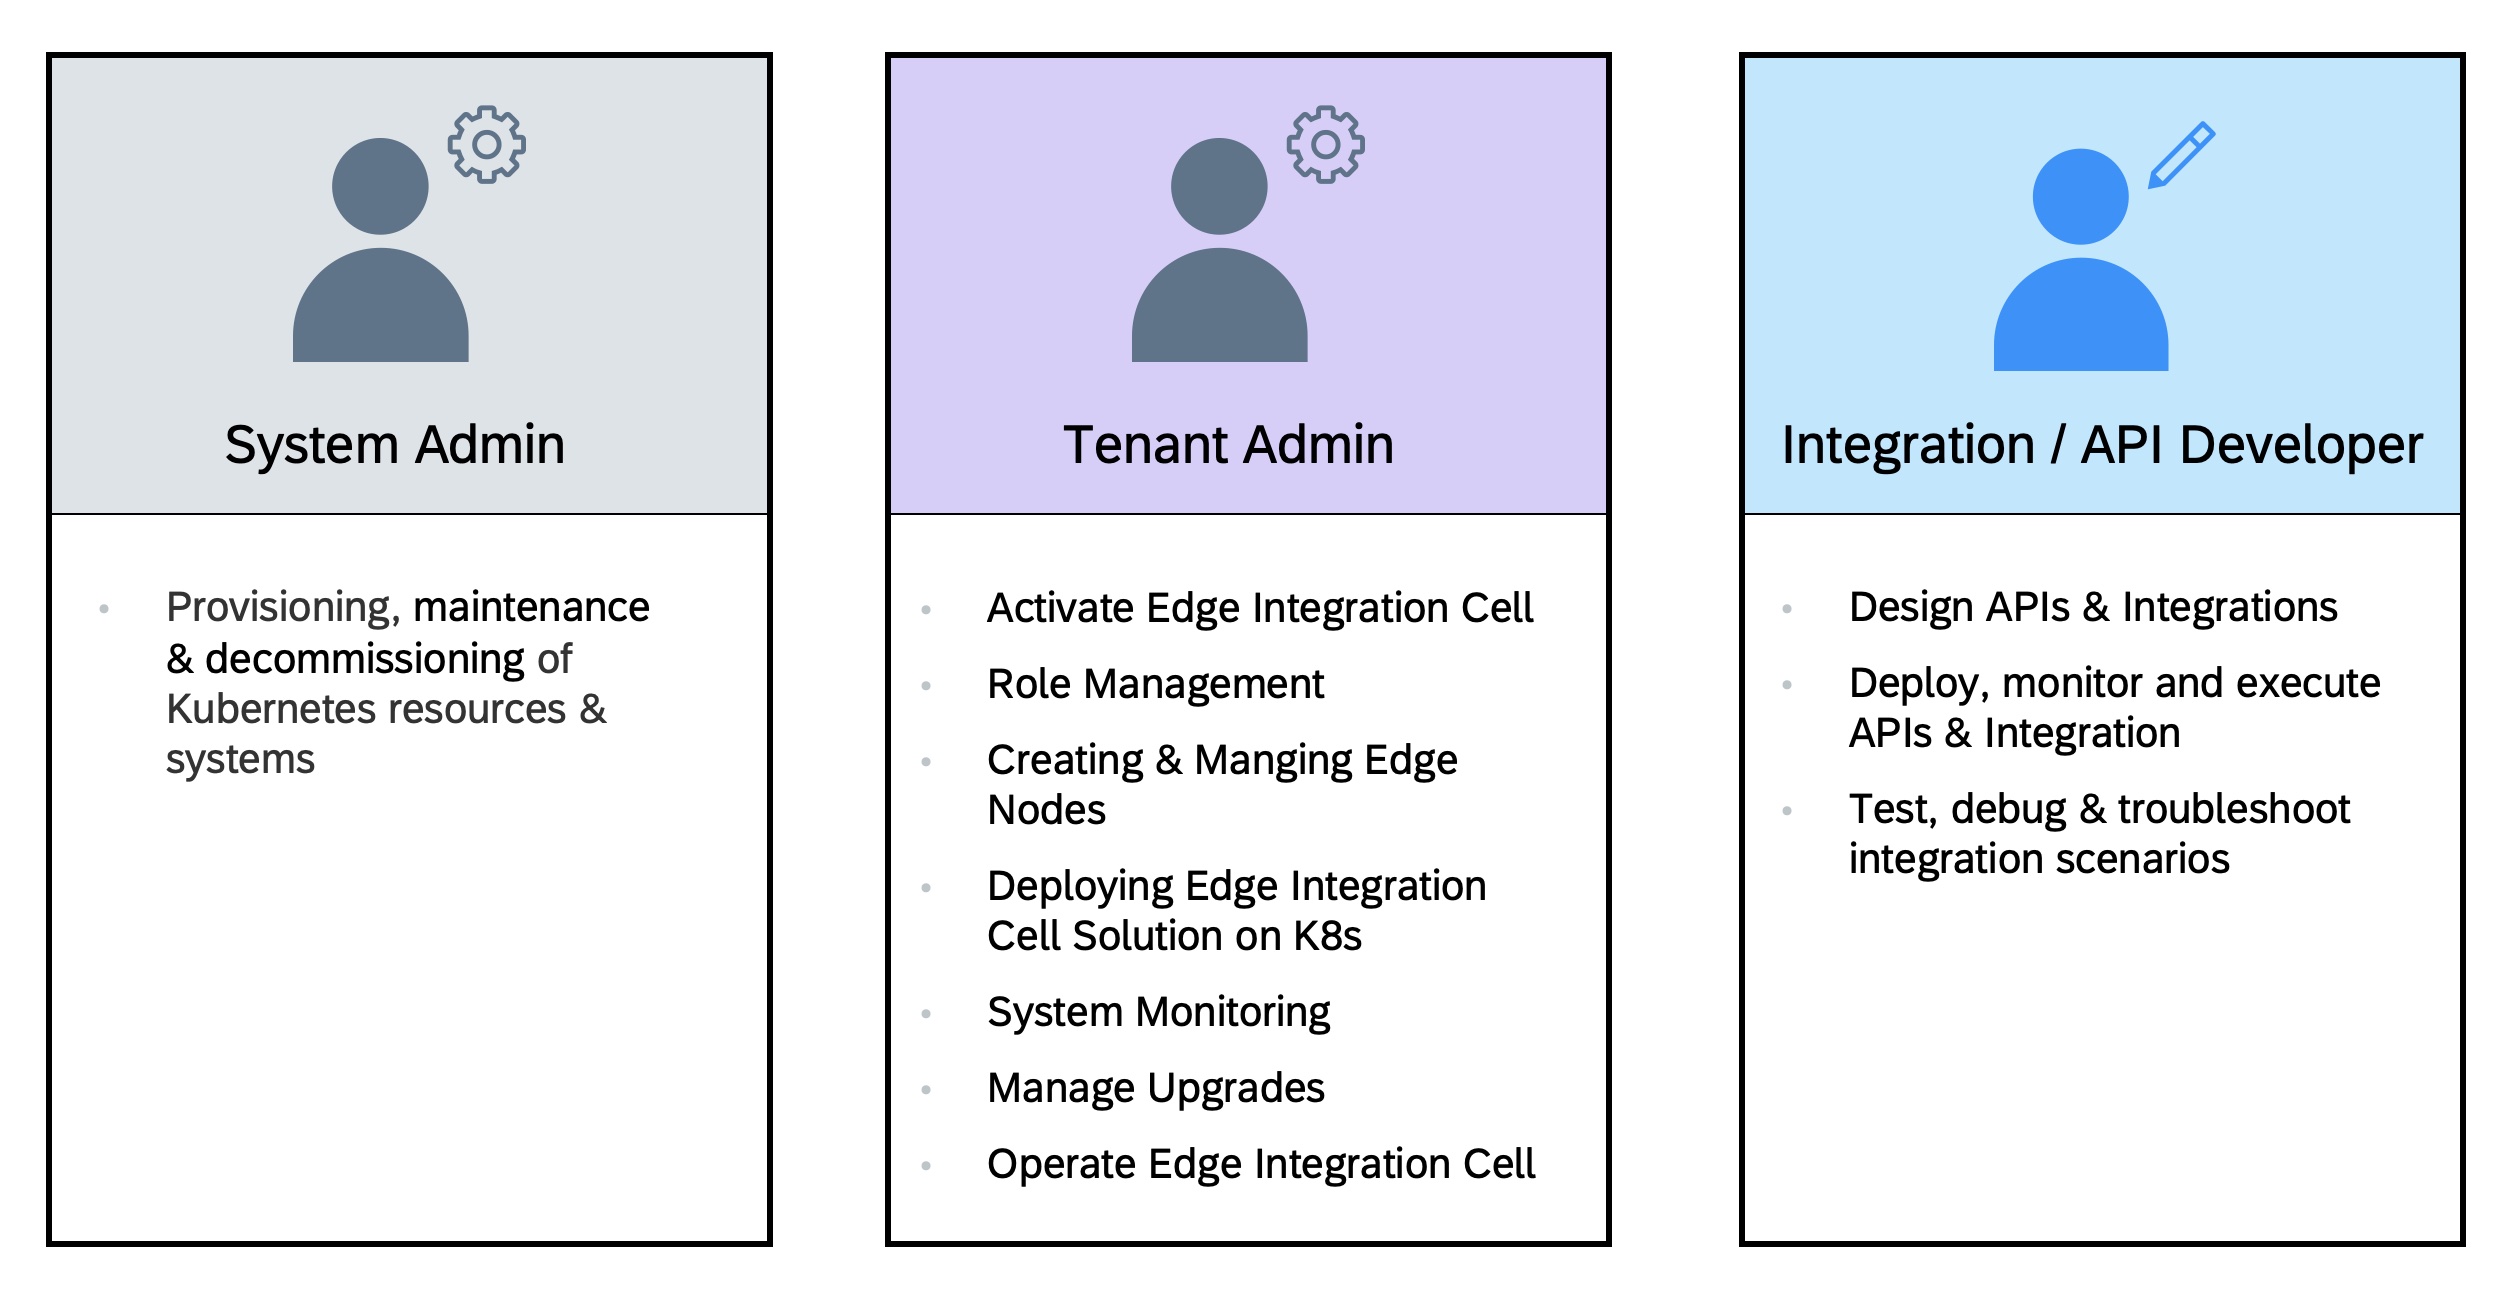 System Admin
Provisioning, maintenance
& decommissioning of
Kubernetes resources &
systems
Tenant Admin
Activate Edge Integration Cell
Role Management
Creating & Manging Edge
Nodes
Deploying Edge Integration
Cell Solution on K8s
System Monitoring
Manage Upgrades
Operate Edge Integration Cell
Integration / API Developer
Design APIs & Integrations
Deploy, monitor and execute
APIs & Integration
Test, debug & troubleshoot
integration scenarios